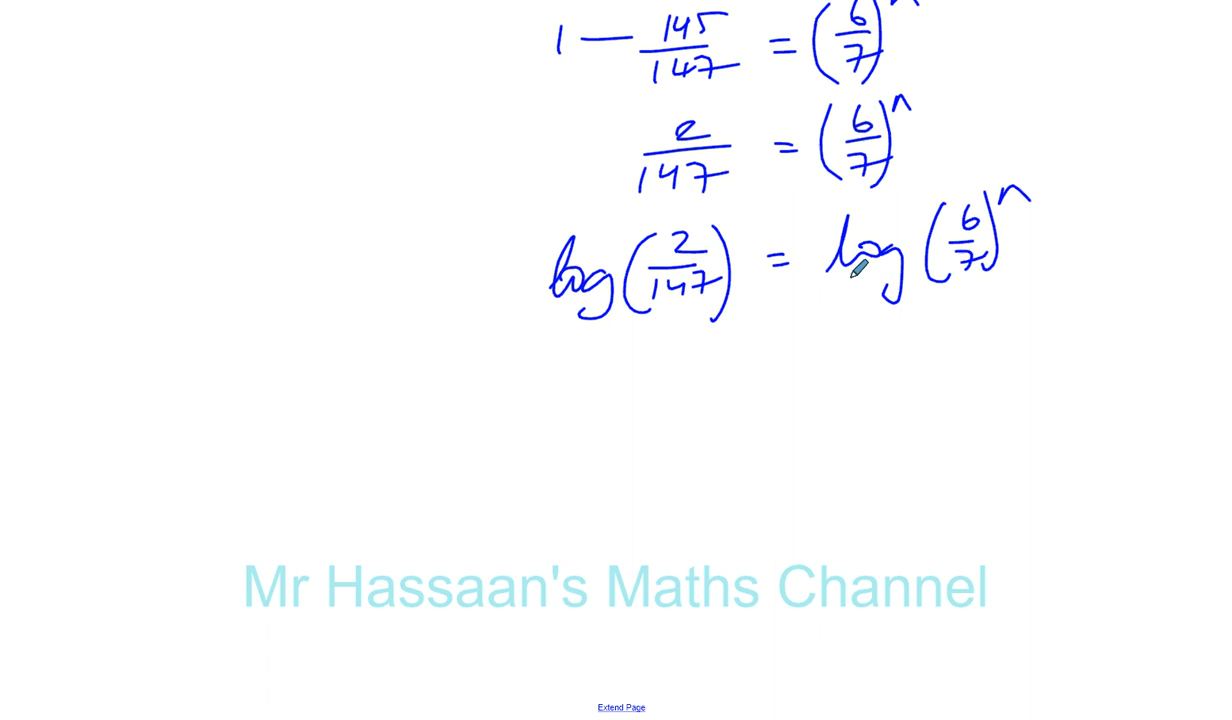 1 — 145/147 = (6/7)^n
2/147 = (6/7)^n
log(2/147) = log(6/7)^n
Mr Hassaan's Maths Channel
Extend Page